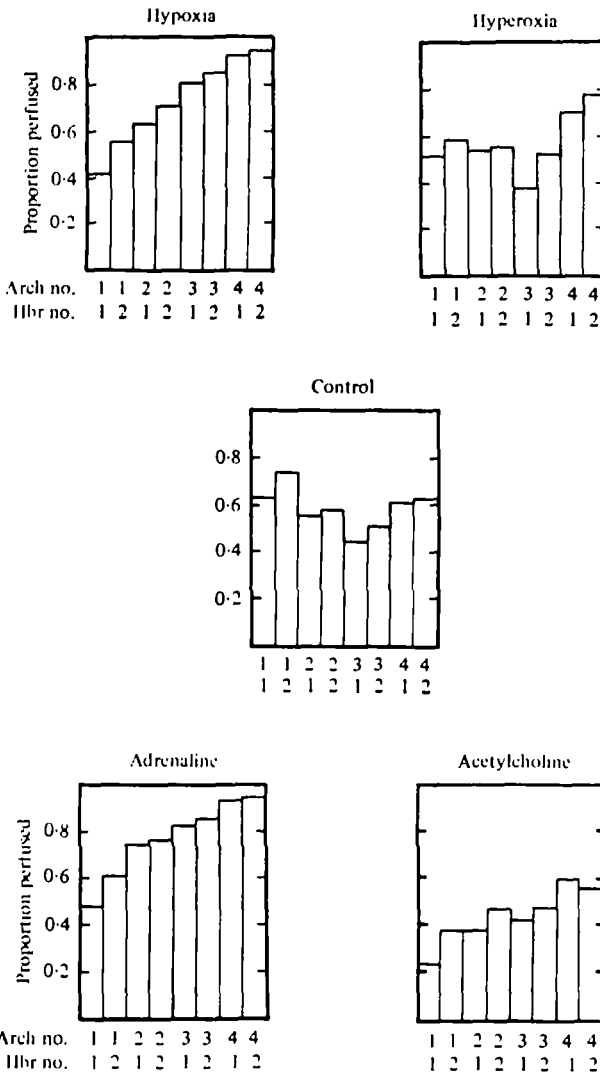 Hypoxia
Proportion perfused
0·8
0·6
0·4
0·2
Arch no. 1 1 2 2 3 3 4 4
Hbr no. 1 2 1 2 1 2 1 2
Hyperoxia
1 1 2 2 3 3 4 4
1 2 1 2 1 2 1 2
Control
0·8
0·6
0·4
0·2
1 1 2 2 3 3 4 4
1 2 1 2 1 2 1 2
Adrenaline
Proportion perfused
0·8
0·6
0·4
0·2
Arch no. 1 1 2 2 3 3 4 4
Hbr no. 1 2 1 2 1 2 1 2
Acetylcholine
1 1 2 2 3 3 4 4
1 2 1 2 1 2 1 2